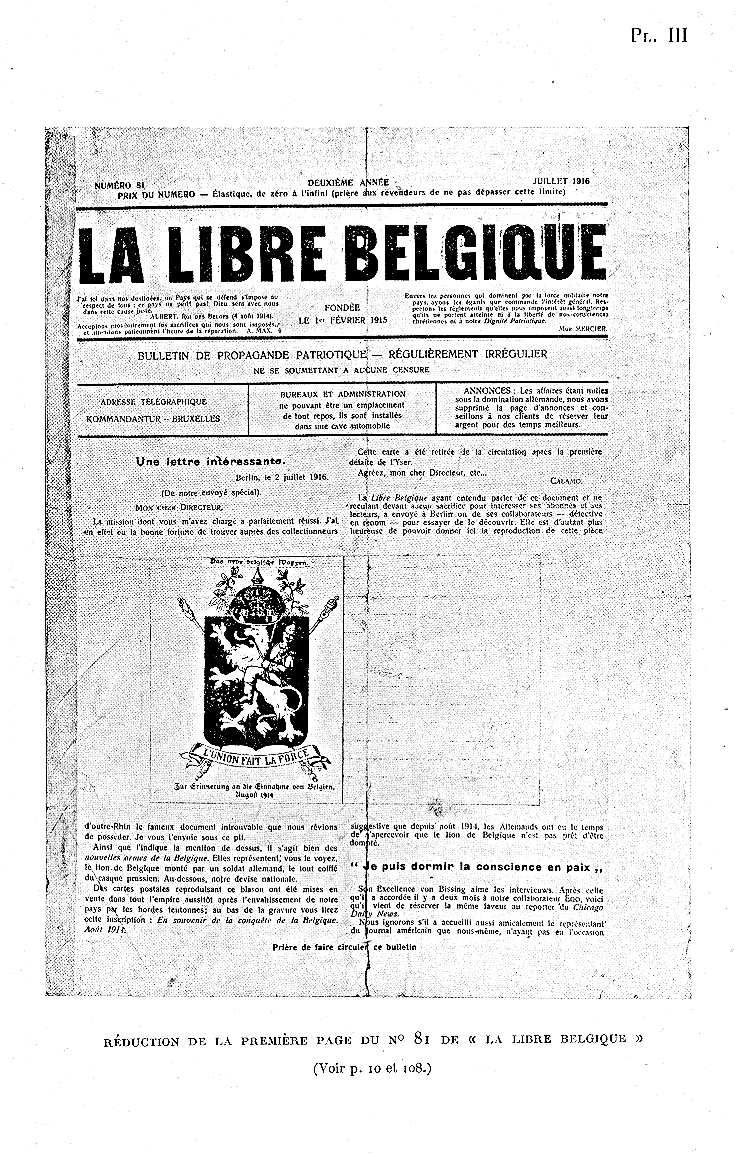 PL. III
NUMÉRO 81
DEUXIÈME ANNÉE
JUILLET 1916
PRIX DU NUMERO — Élastique, de zéro à l'infini (prière aux revendeurs de ne pas dépasser cette limite)
LA LIBRE BELGIQUE
J'ai foi dans nos destinées; un Pays qui se défend s'impose au
respect de tous : ce pays ne périt pas! Dieu sera avec nous
dans cette cause juste.
ALBERT, ROI DES BELGES (4 août 1914).
Acceptons provisoirement les sacrifices qui nous sont imposés
et attendons patiemment l'heure de la réparation. A. MAX.
FONDÉE
LE 1er FÉVRIER 1915
Envers les personnes qui dominent par la force militaire notre
pays, ayons les égards que commande l'intérêt général. Res-
pectons les règlements qu'elles nous imposent aussi longtemps
qu'ils ne portent atteinte ni à la liberté de nos consciences
chrétiennes ni à notre Dignité Patriotique.
MGR MERCIER.
BULLETIN DE PROPAGANDE PATRIOTIQUE — RÉGULIÈREMENT IRRÉGULIER
NE SE SOUMETTANT A AUCUNE CENSURE
ADRESSE TÉLÉGRAPHIQUE
KOMMANDANTUR - BRUXELLES
BUREAUX ET ADMINISTRATION
ne pouvant être un emplacement
de tout repos, ils sont installés
dans une cave automobile
ANNONCES : Les affaires étant nulles
sous la domination allemande, nous avons
supprimé la page d'annonces et con-
seillons à nos clients de réserver leur
argent pour des temps meilleurs.
Une lettre intéressante.
Berlin, le 2 juillet 1916.
(De notre envoyé spécial).
MON CHER DIRECTEUR,
La mission dont vous m'avez chargé a parfaitement réussi. J'ai
en effet eu la bonne fortune de trouver auprès des collectionneurs
Cette carte a été retirée de la circulation après la première
défaite de l'Yser.
Agréez, mon cher Directeur, etc...
CALAMO.
La Libre Belgique ayant entendu parler de ce document et ne
reculant devant aucun sacrifice pour intéresser ses abonnés et ses
lecteurs, a envoyé à Berlin un de ses collaborateurs — détective
en renom — pour essayer de le découvrir. Elle est d'autant plus
heureuse de pouvoir donner ici la reproduction de cette pièce
Das neue belgische Wappen.
L'UNION FAIT LA FORCE
Zur Erinnerung an die Einnahme von Belgien,
August 1914
d'outre-Rhin le fameux document introuvable que nous rêvions
de posséder. Je vous l'envoie sous ce pli.
Ainsi que l'indique la mention de dessus, il s'agit bien des
nouvelles armes de la Belgique. Elles représentent, vous le voyez,
le lion de Belgique monté par un soldat allemand, le tout coiffé
du casque prussien. Au-dessous, notre devise nationale.
Des cartes postales reproduisant ce blason ont été mises en
vente dans tout l'empire aussitôt après l'envahissement de notre
pays par les hordes teutonnes; au bas de la gravure vous lirez
cette inscription : En souvenir de la conquête de la Belgique.
Août 1914.
suggestive que depuis août 1914, les Allemands ont eu le temps
de s'apercevoir que le lion de Belgique n'est pas prêt d'être
dompté.
“ Je puis dormir la conscience en paix „
Son Excellence von Bissing aime les interviews. Après celle
qu'il a accordée il y a deux mois à notre collaborateur EGO, voici
qu'il vient de réserver la même faveur au reporter du Chicago
Daily News.
Nous ignorons s'il a accueilli aussi amicalement le représentant
du journal américain que nous-même, n'ayant pas eu l'occasion
Prière de faire circuler ce bulletin
RÉDUCTION DE LA PREMIÈRE PAGE DU N° 81 DE « LA LIBRE BELGIQUE »
(Voir p. 10 et 108.)